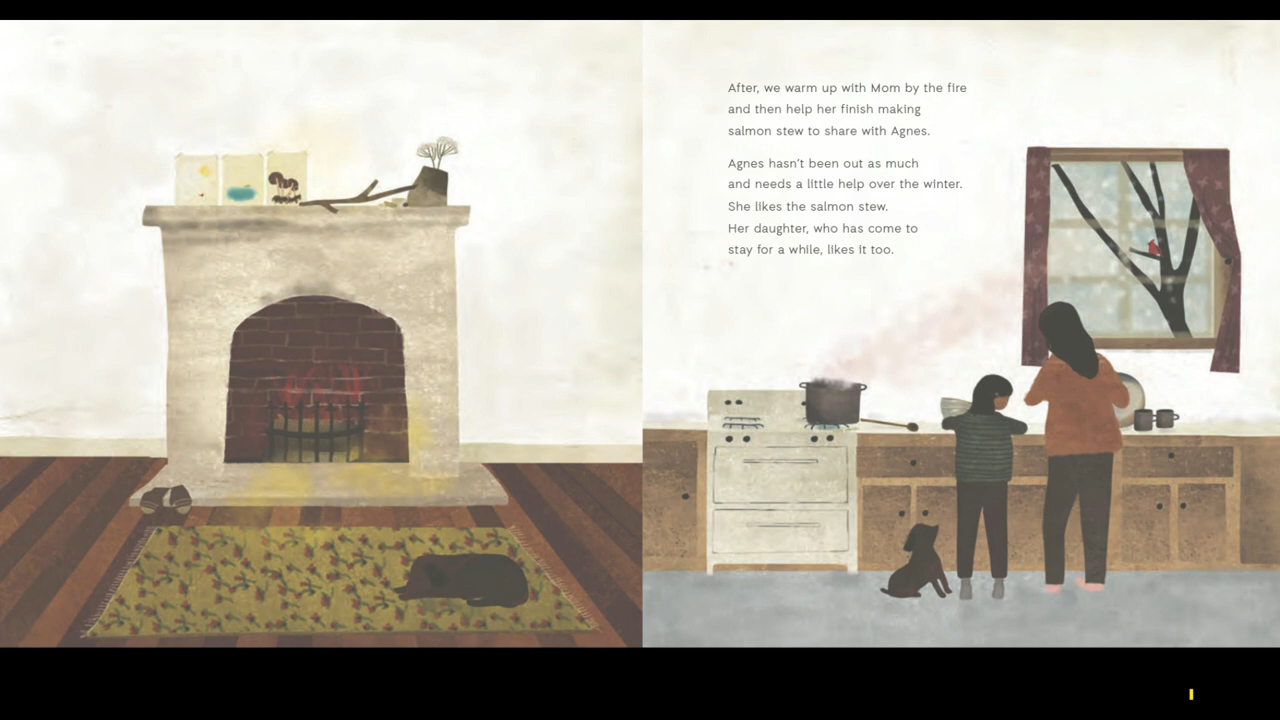 After, we warm up with Mom by the fire
and then help her finish making
salmon stew to share with Agnes.
Agnes hasn't been out as much
and needs a little help over the winter.
She likes the salmon stew.
Her daughter, who has come to
stay for a while, likes it too.